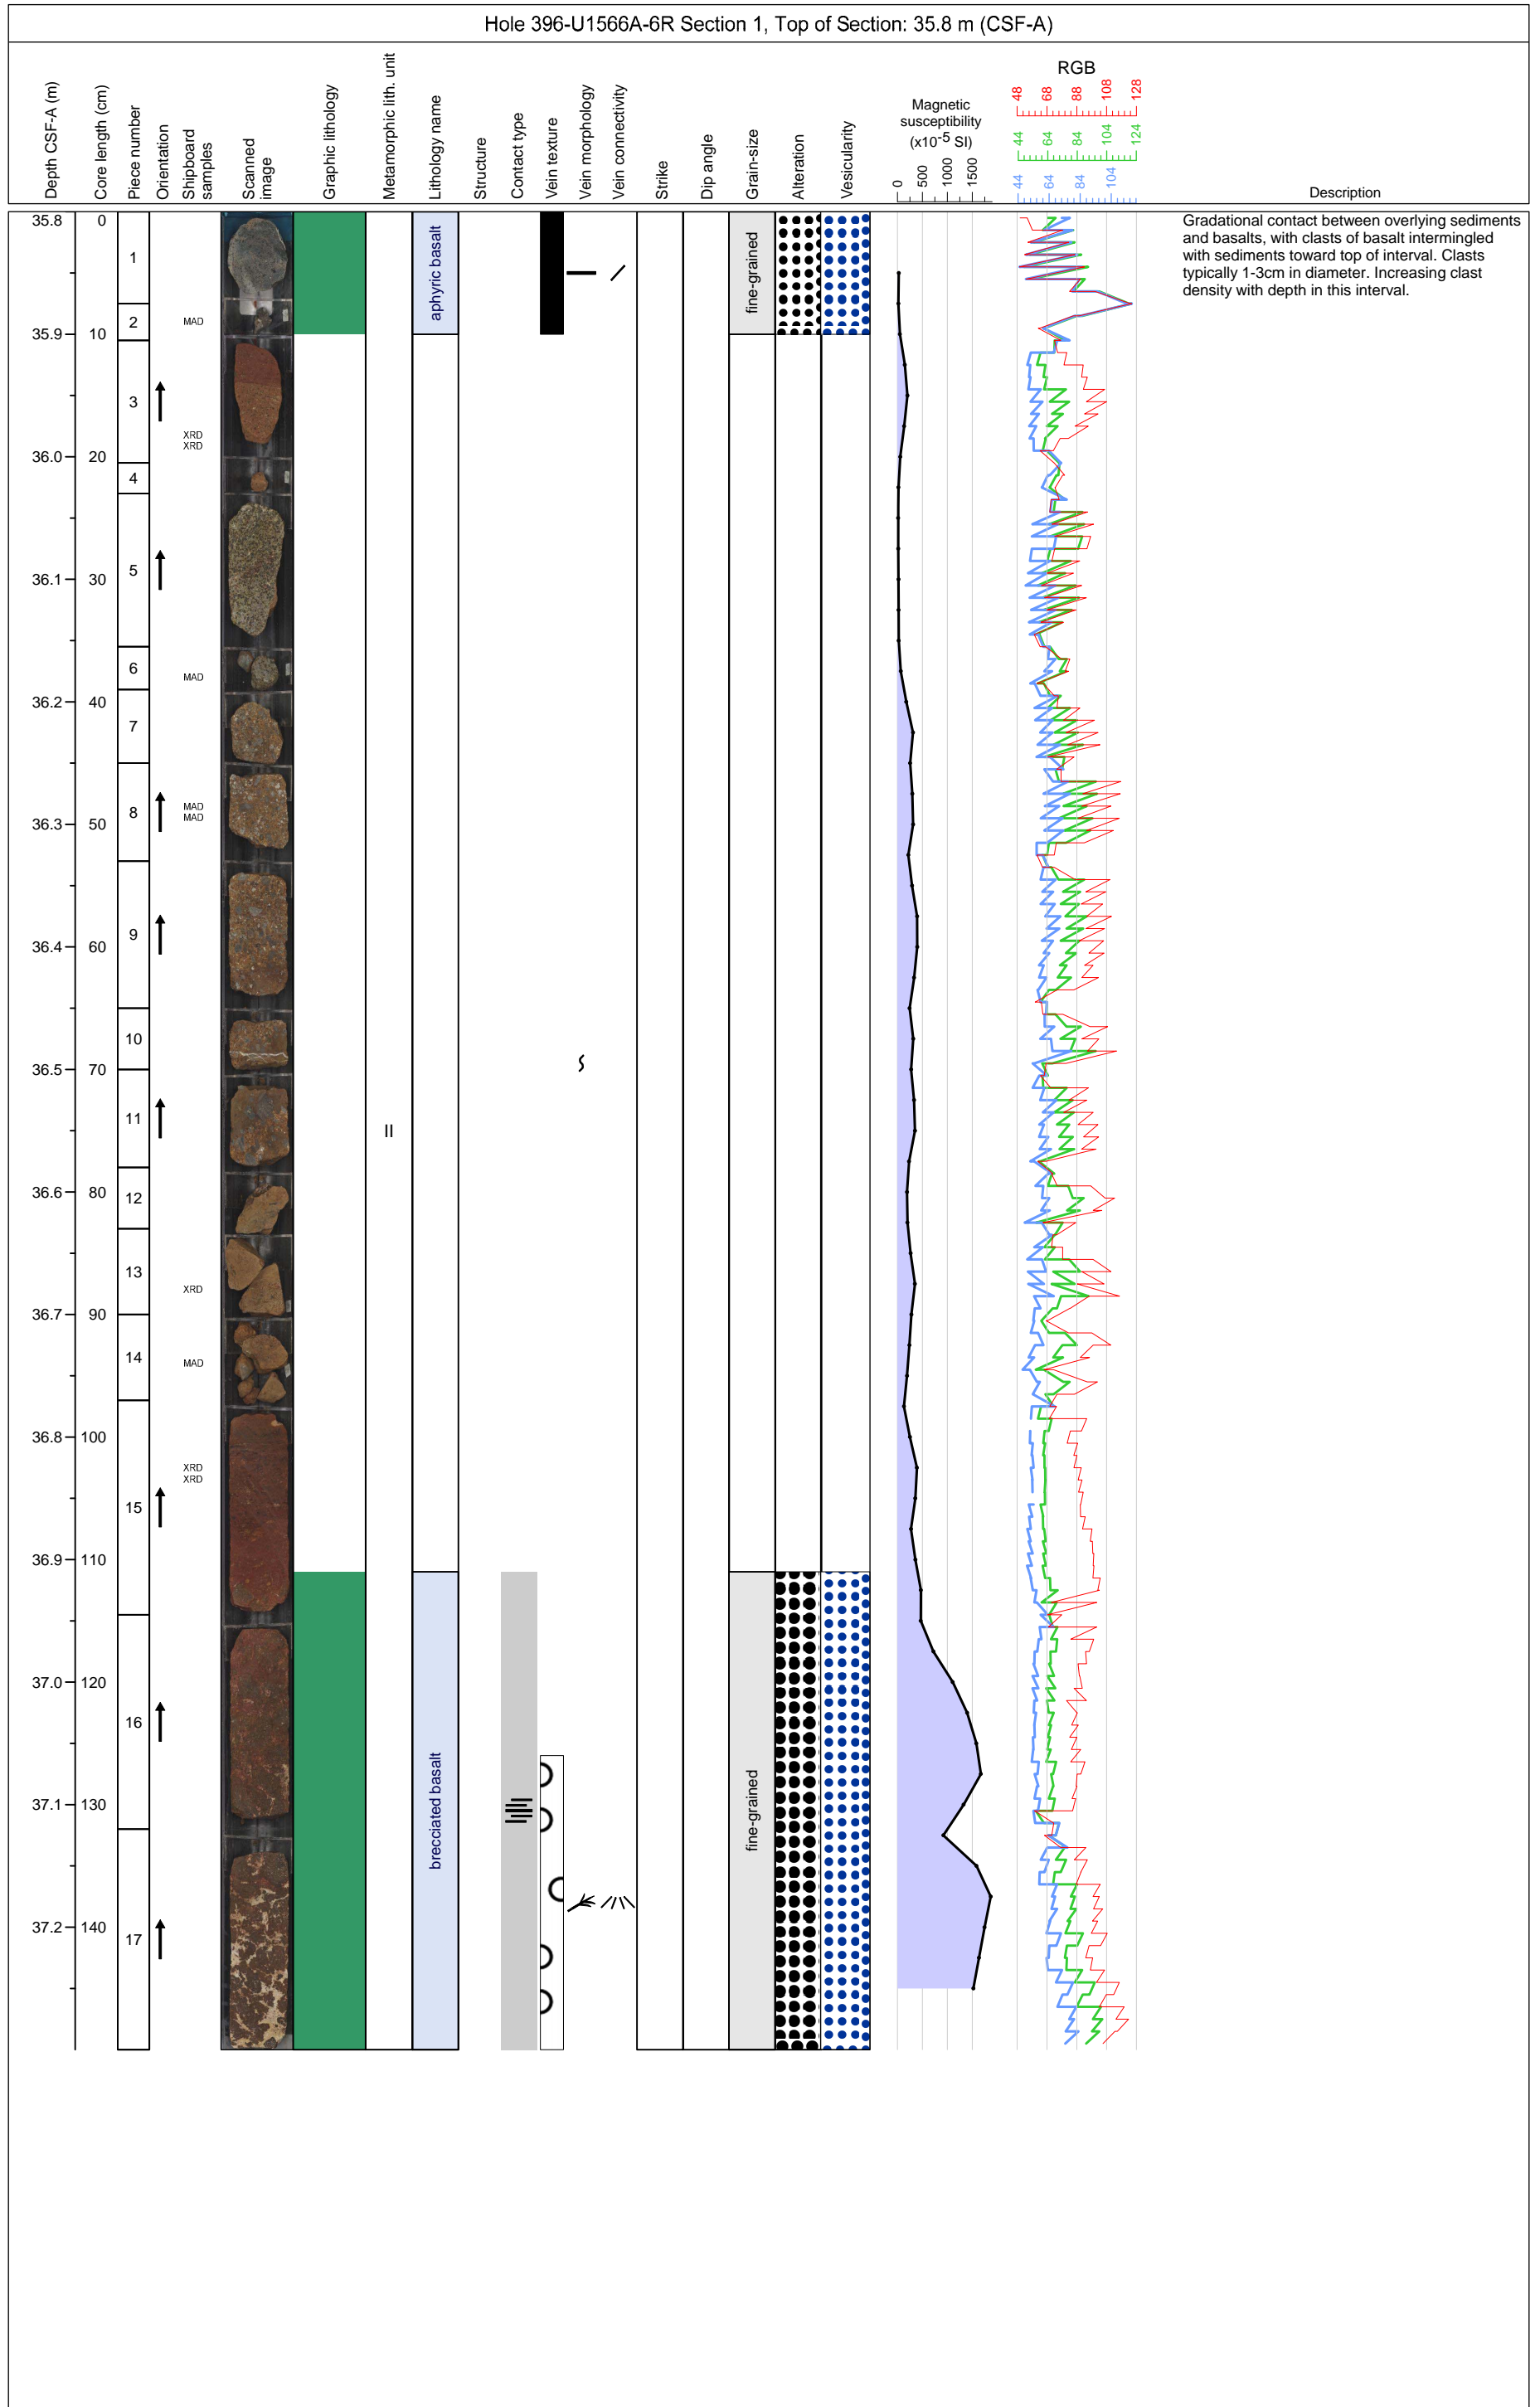 Hole 396-U1566A-6R Section 1, Top of Section: 35.8 m (CSF-A)
Depth CSF-A (m)
Core length (cm)
Piece number
Orientation
Shipboard
samples
Scanned
image
Graphic lithology
Metamorphic lith. unit
Lithology name
Structure
Contact type
Vein texture
Vein morphology
Vein connectivity
Strike
Dip angle
Grain-size
Alteration
Vesicularity
Magnetic
susceptibility
(x10-5 SI)
0 500 1000 1500
RGB
48 68 88 108 128
44 64 84 104 124
44 64 84 104
Description
35.8 0
1
aphyric basalt
fine-grained
Gradational contact between overlying sediments
and basalts, with clasts of basalt intermingled
with sediments toward top of interval. Clasts
typically 1-3cm in diameter. Increasing clast
density with depth in this interval.
2 MAD
35.9 10
3
XRD
XRD
36.0 20
4
5
36.1 30
6 MAD
36.2 40
7
8 MAD
MAD
36.3 50
9
36.4 60
10
36.5 70
11
II
36.6 80
12
13
XRD
36.7 90
14 MAD
36.8 100
XRD
XRD
15
36.9 110
37.0 120
16
brecciated basalt
fine-grained
37.1 130
37.2 140
17